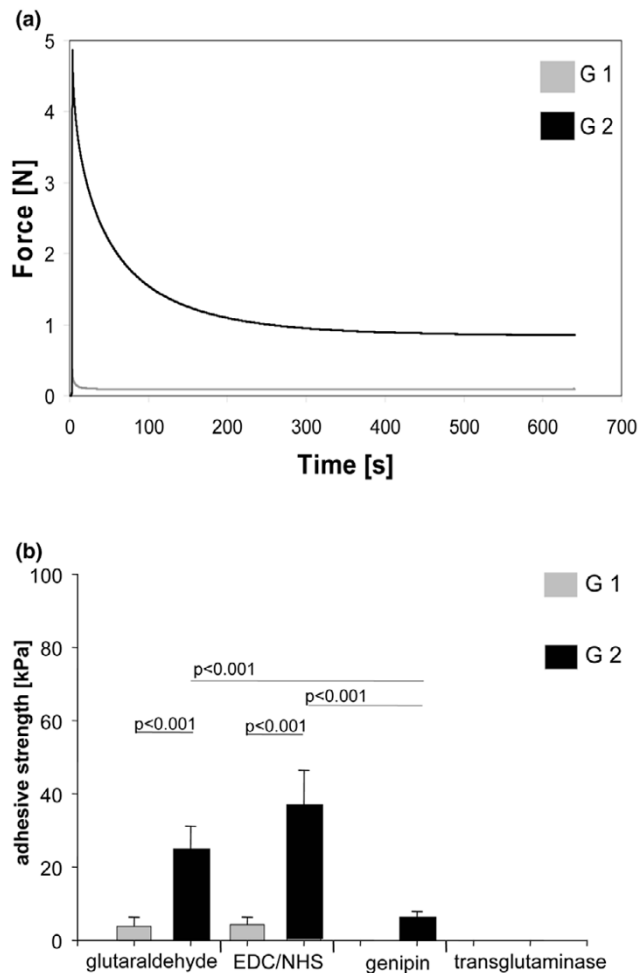 (a)
5
4
3
2
1
0
Force [N]
0 100 200 300 400 500 600 700
Time [s]
G 1
G 2
(b)
100
80
60
40
20
0
adhesive strength [kPa]
G 1
G 2
p<0.001
p<0.001
p<0.001 p<0.001
glutaraldehyde EDC/NHS genipin transglutaminase